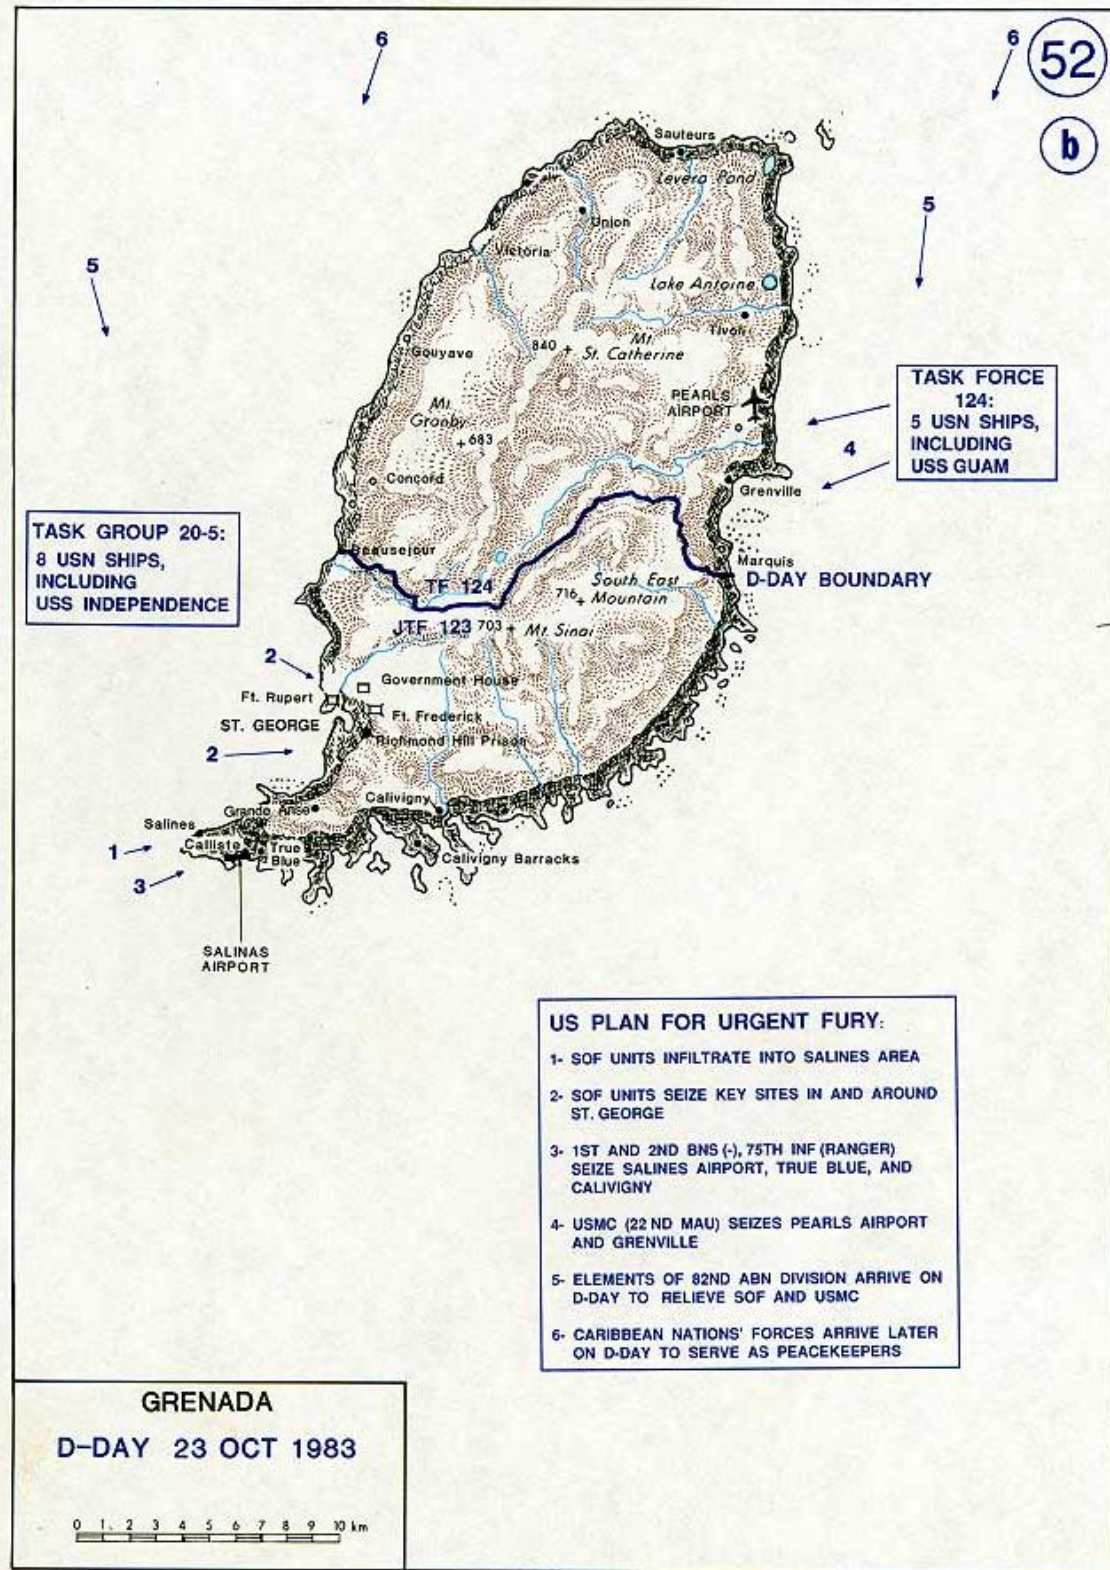 6
6
52
b
Sauteurs
Levera Pond
5
Union
Victoria
5
Lake Antoine
Tivoli
840
Mt.
St. Catherine
Gouyave
PEARLS
AIRPORT
TASK FORCE
124:
5 USN SHIPS,
INCLUDING
USS GUAM
Mt
Granby
683
4
Concord
Grenville
TASK GROUP 20-5:
8 USN SHIPS,
INCLUDING
USS INDEPENDENCE
Beausejour
Marquis
D-DAY BOUNDARY
TF 124
South East
Mountain
716
JTF 123
703
Mt. Sinai
2
Government House
Ft. Rupert
Ft. Frederick
ST. GEORGE
Richmond Hill Prison
2
Calivigny
Grande Anse
Salines
Calliste
True
Blue
1
Calivigny Barracks
3
SALINAS
AIRPORT
US PLAN FOR URGENT FURY:
1- SOF UNITS INFILTRATE INTO SALINES AREA
2- SOF UNITS SEIZE KEY SITES IN AND AROUND
ST. GEORGE
3- 1ST AND 2ND BNS (-), 75TH INF (RANGER)
SEIZE SALINES AIRPORT, TRUE BLUE, AND
CALIVIGNY
4- USMC (22 ND MAU) SEIZES PEARLS AIRPORT
AND GRENVILLE
5- ELEMENTS OF 82ND ABN DIVISION ARRIVE ON
D-DAY TO RELIEVE SOF AND USMC
6- CARIBBEAN NATIONS' FORCES ARRIVE LATER
ON D-DAY TO SERVE AS PEACEKEEPERS
GRENADA
D-DAY 23 OCT 1983
0 1 2 3 4 5 6 7 8 9 10 km